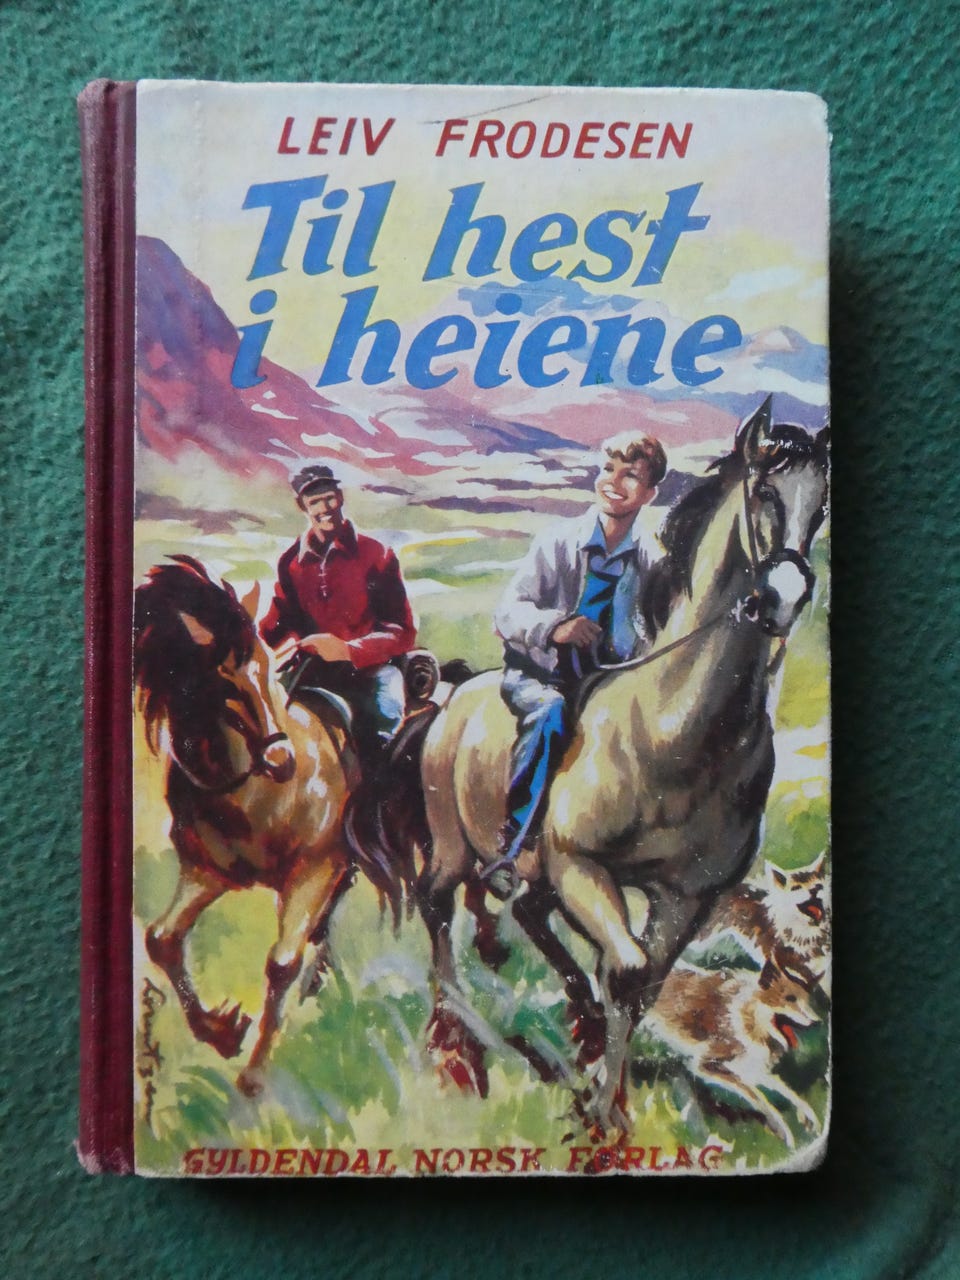 LEIV FRODESEN
Til hest
i heiene
GYLDENDAL NORSK FORLAG